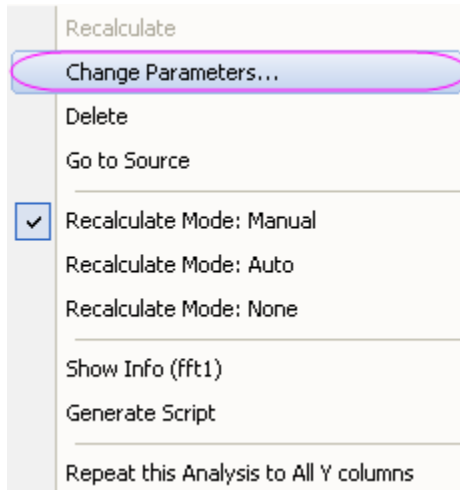 Recalculate
Change Parameters...
Delete
Go to Source
Recalculate Mode: Manual
Recalculate Mode: Auto
Recalculate Mode: None
Show Info (fft1)
Generate Script
Repeat this Analysis to All Y columns